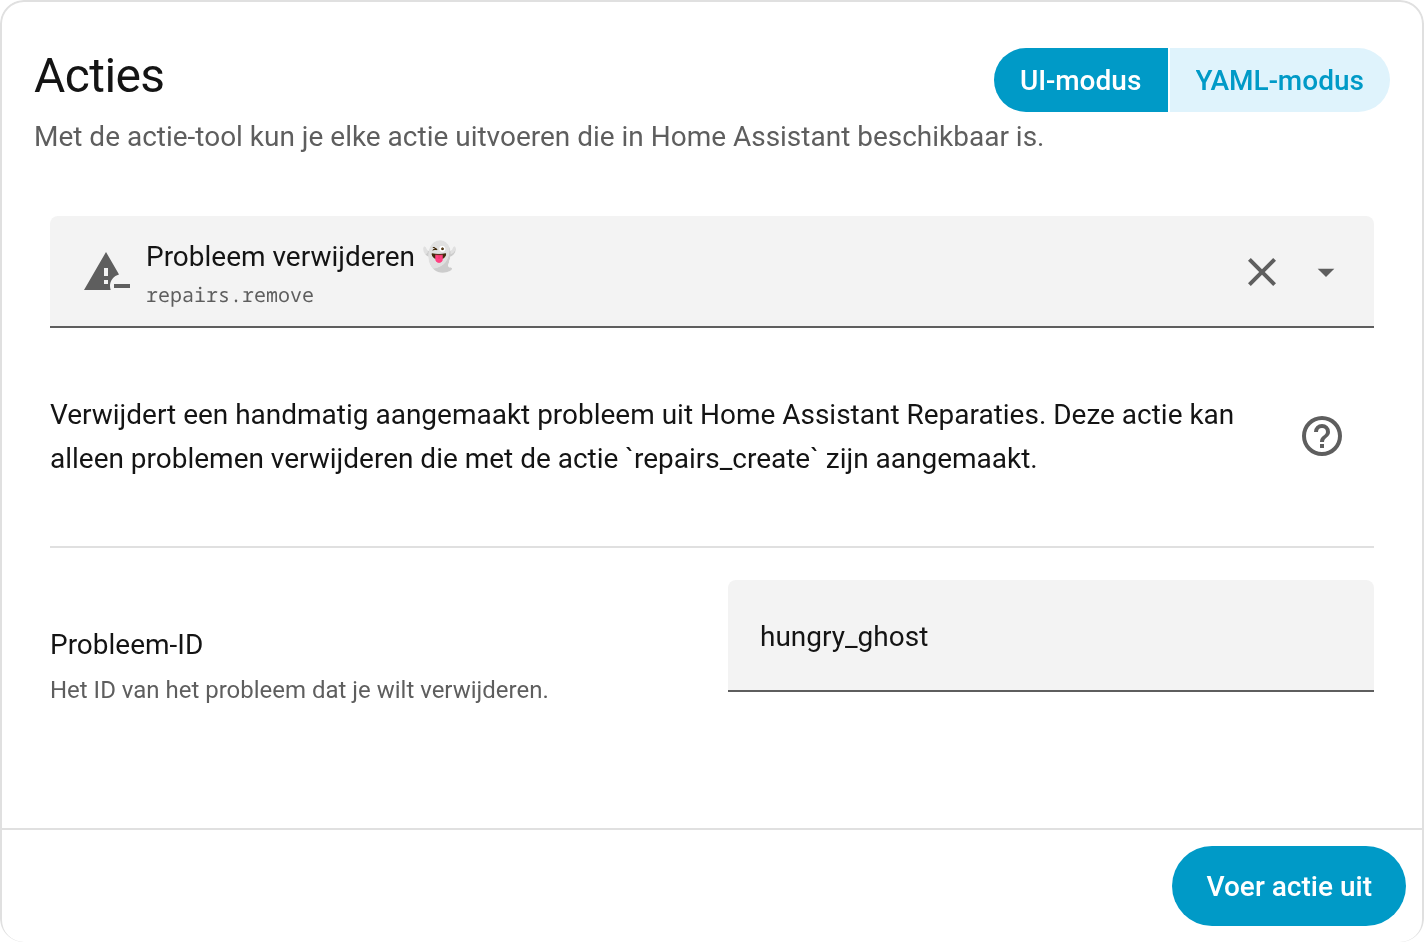 Acties
UI-modus
YAML-modus
Met de actie-tool kun je elke actie uitvoeren die in Home Assistant beschikbaar is.
Probleem verwijderen 👻
repairs.remove
Verwijdert een handmatig aangemaakt probleem uit Home Assistant Reparaties. Deze actie kan
alleen problemen verwijderen die met de actie `repairs_create` zijn aangemaakt.
Probleem-ID
Het ID van het probleem dat je wilt verwijderen.
hungry_ghost
Voer actie uit